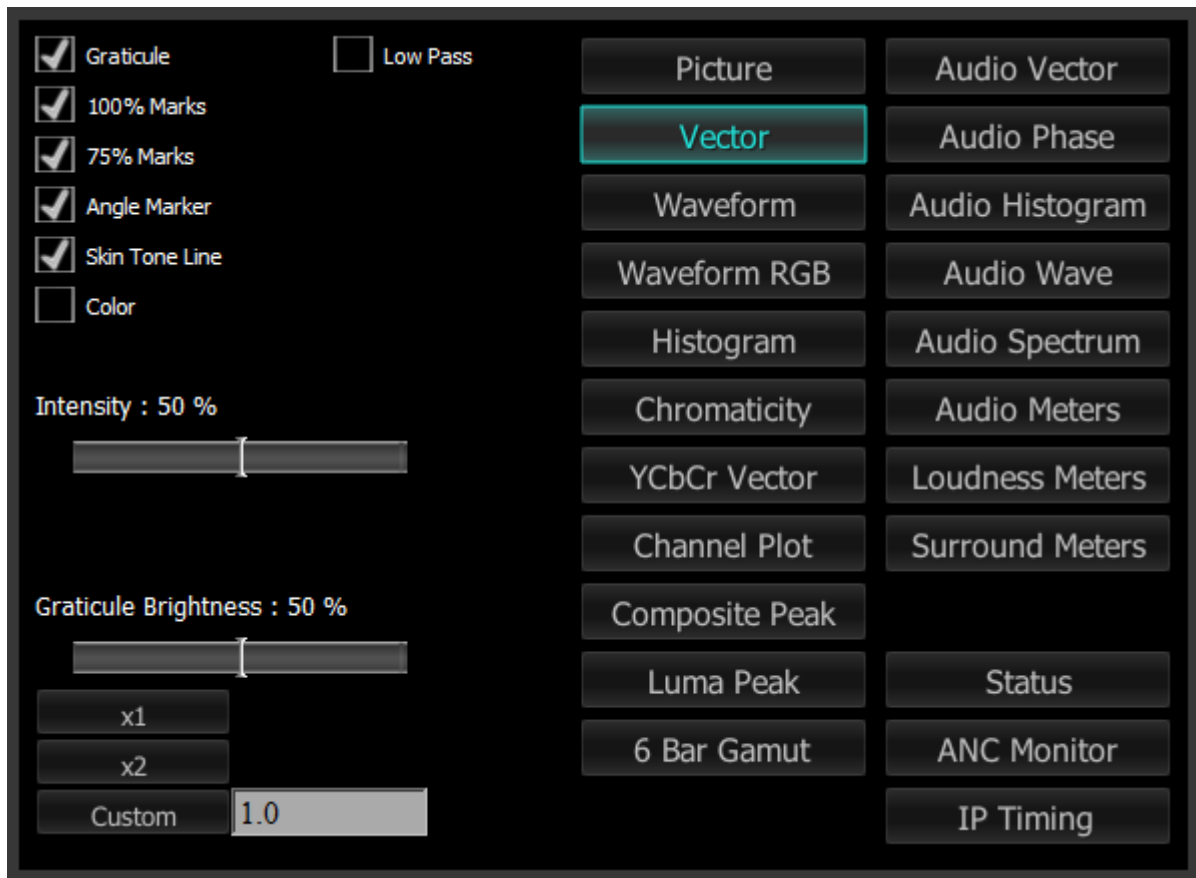 Graticule
Low Pass
100% Marks
75% Marks
Angle Marker
Skin Tone Line
Color
Intensity : 50 %
Graticule Brightness : 50 %
x1
x2
Custom
1.0
Picture
Vector
Waveform
Waveform RGB
Histogram
Chromaticity
YCbCr Vector
Channel Plot
Composite Peak
Luma Peak
6 Bar Gamut
Audio Vector
Audio Phase
Audio Histogram
Audio Wave
Audio Spectrum
Audio Meters
Loudness Meters
Surround Meters
Status
ANC Monitor
IP Timing